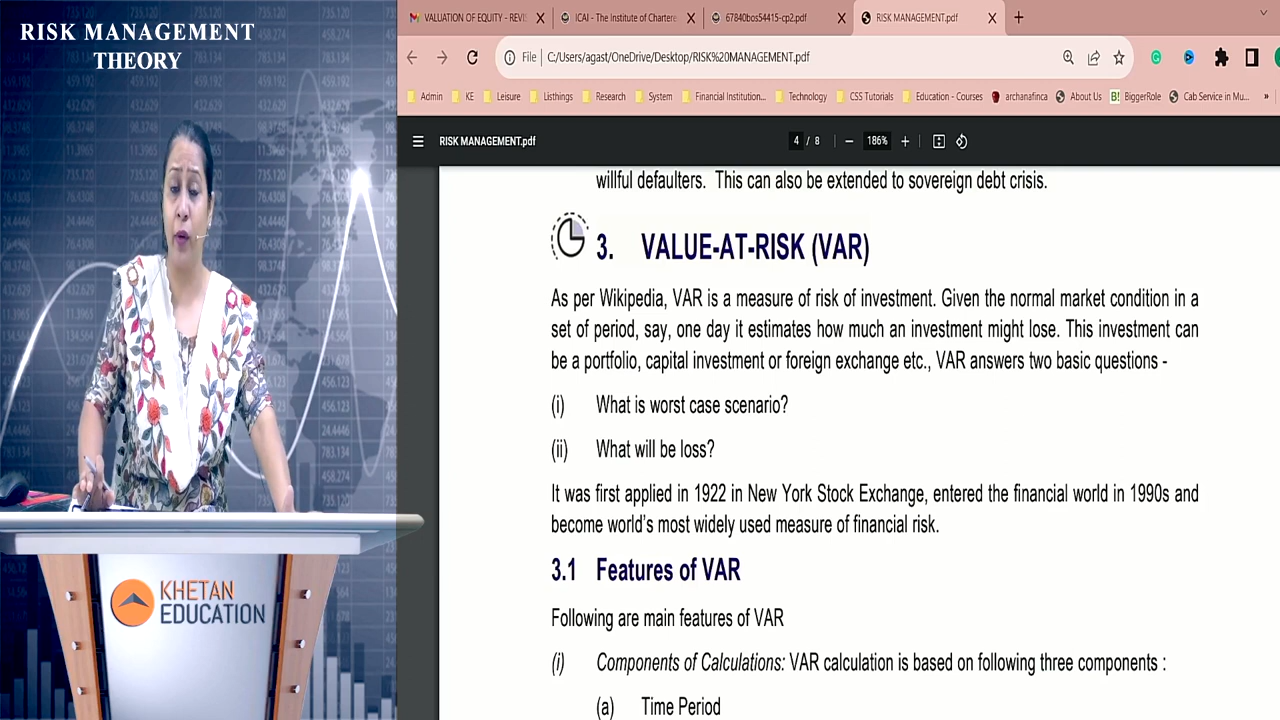 RISK MANAGEMENT
THEORY
VALUATION OF EQUITY - REVIS
ICAI - The Institute of Chartere
67840bos54415-cp2.pdf
RISK MANAGEMENT.pdf
File
C:/Users/agast/OneDrive/Desktop/RISK%20MANAGEMENT.pdf
Admin
KE
Leisure
Listhings
Research
System
Financial Institution...
Technology
CSS Tutorials
Education - Courses
archanafinca
About Us
B! BiggerRole
Cab Service in Mu...
»
RISK MANAGEMENT.pdf
4 / 8
186%
willful defaulters. This can also be extended to sovereign debt crisis.
3. VALUE-AT-RISK (VAR)
As per Wikipedia, VAR is a measure of risk of investment. Given the normal market condition in a
set of period, say, one day it estimates how much an investment might lose. This investment can
be a portfolio, capital investment or foreign exchange etc., VAR answers two basic questions -
(i) What is worst case scenario?
(ii) What will be loss?
It was first applied in 1922 in New York Stock Exchange, entered the financial world in 1990s and
become world's most widely used measure of financial risk.
3.1 Features of VAR
Following are main features of VAR
(i) Components of Calculations: VAR calculation is based on following three components :
(a) Time Period
KHETAN
EDUCATION